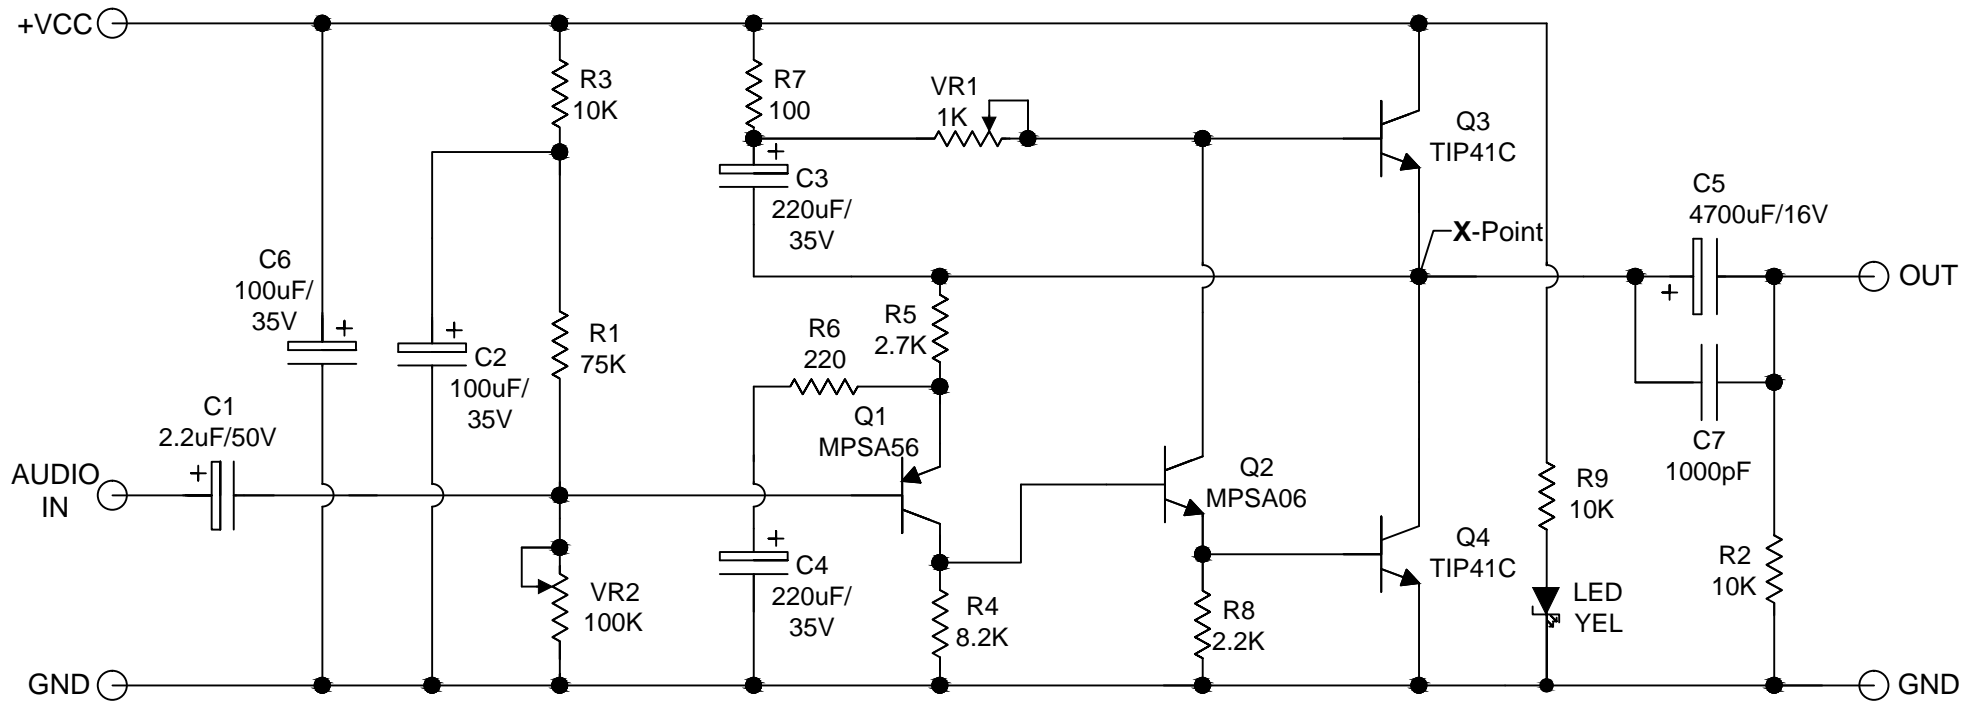 +VCC
R3
10K
R7
100
VR1
1K
Q3
TIP41C
+
C3
220uF/
35V
C5
4700uF/16V
X-Point
OUT
+
C6
100uF/
35V
+
+
C2
100uF/
35V
R1
75K
R6
220
R5
2.7K
C7
1000pF
C1
2.2uF/50V
+
AUDIO
IN
Q1
MPSA56
Q2
MPSA06
R9
10K
+
C4
220uF/
35V
Q4
TIP41C
R2
10K
VR2
100K
R4
8.2K
R8
2.2K
LED
YEL
GND
GND